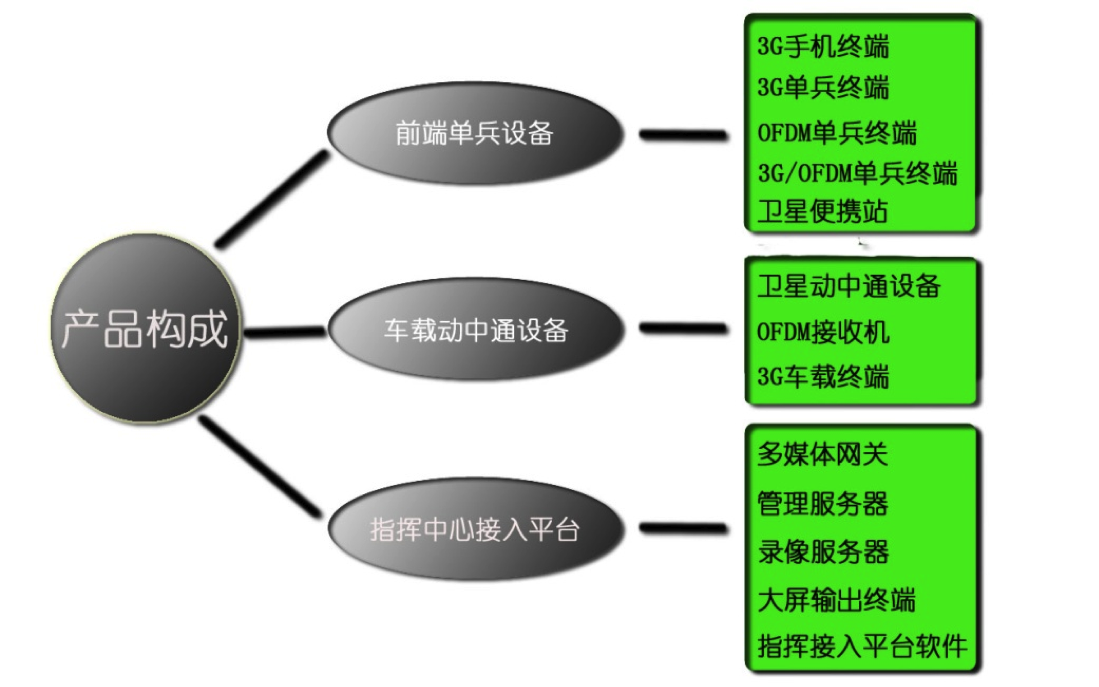 产品构成
前端单兵设备
3G手机终端
3G单兵终端
OFDM单兵终端
3G/OFDM单兵终端
卫星便携站
车载动中通设备
卫星动中通设备
OFDM接收机
3G车载终端
指挥中心接入平台
多媒体网关
管理服务器
录像服务器
大屏输出终端
指挥接入平台软件